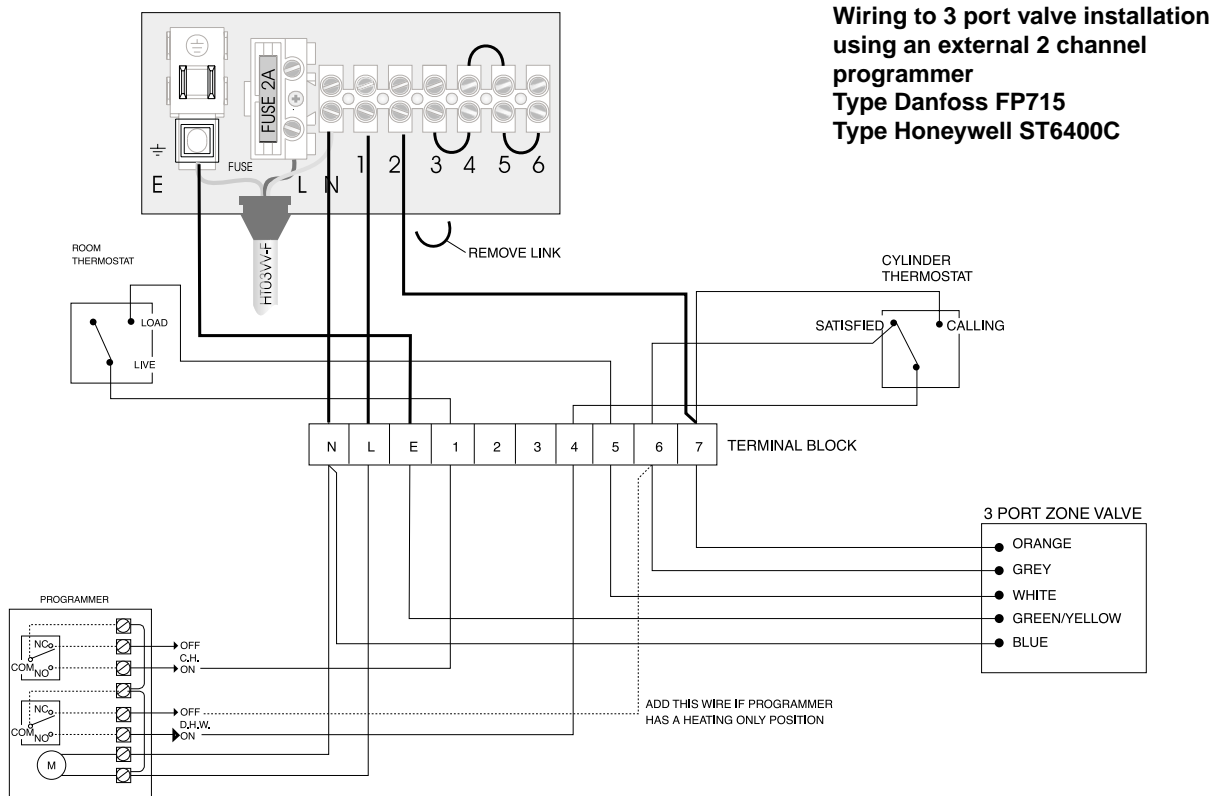 Wiring to 3 port valve installation
using an external 2 channel
programmer
Type Danfoss FP715
Type Honeywell ST6400C
FUSE 2A
E
FUSE
L N 1 2 3 4 5 6
HT03VV-F
REMOVE LINK
ROOM
THERMOSTAT
LOAD
LIVE
CYLINDER
THERMOSTAT
SATISFIED
CALLING
N L E 1 2 3 4 5 6 7
TERMINAL BLOCK
3 PORT ZONE VALVE
ORANGE
GREY
WHITE
GREEN/YELLOW
BLUE
PROGRAMMER
NC
COM
NO
OFF
C.H.
ON
NC
COM
NO
OFF
D.H.W.
ON
M
ADD THIS WIRE IF PROGRAMMER
HAS A HEATING ONLY POSITION